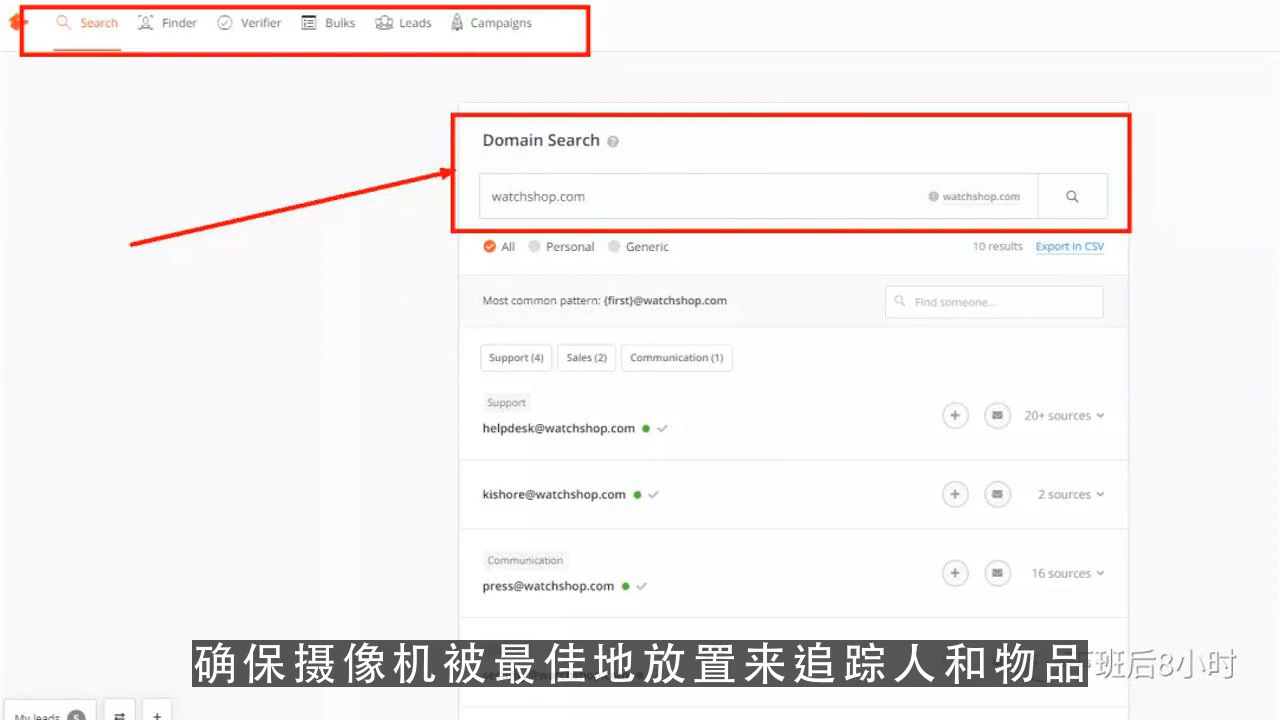 Search Finder Verifier Bulks Leads Campaigns
Domain Search
watchshop.com watchshop.com
All Personal Generic 10 results Export in CSV
Most common pattern: {first}@watchshop.com Find someone...
Support (4) Sales (2) Communication (1)
Support
helpdesk@watchshop.com 20+ sources
kishore@watchshop.com 2 sources
Communication
press@watchshop.com 16 sources
确保摄像机被最佳地放置来追踪人和物品
班后8小时
My leads 5